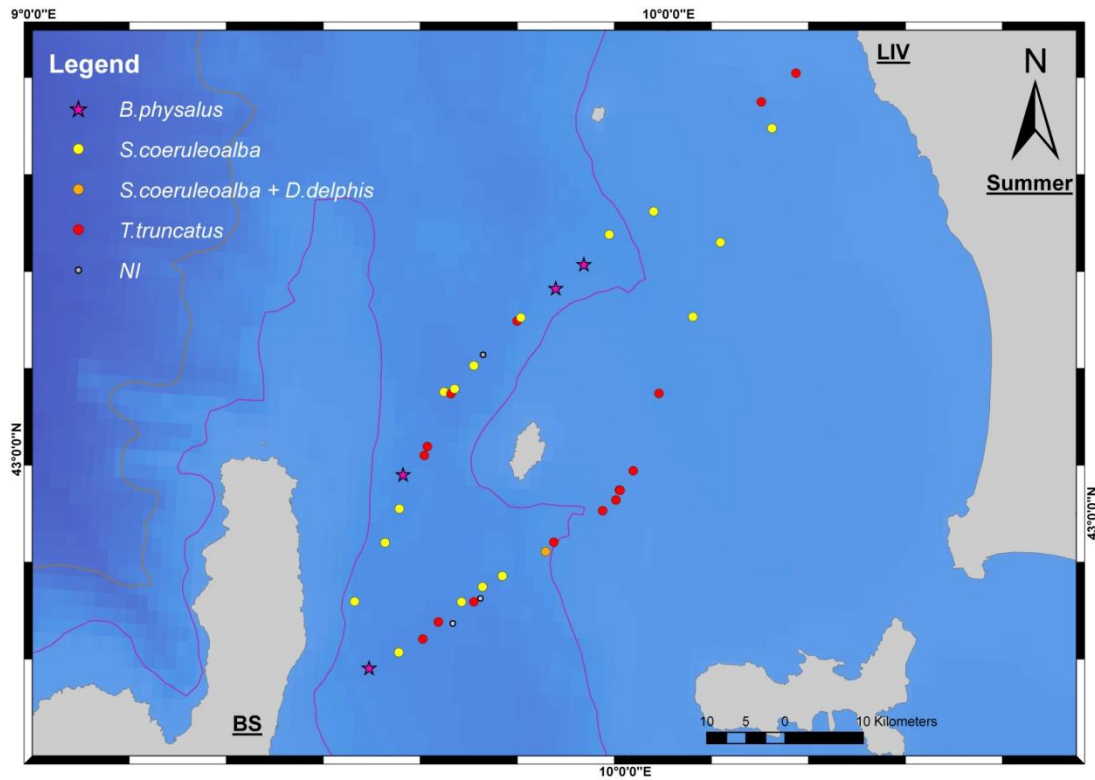 9°0'0"E
10°0'0"E
LIV
Legend
N
B.physalus
S.coeruleoalba
Summer
S.coeruleoalba + D.delphis
T.truncatus
NI
43°0'0"N
43°0'0"N
BS
10 5 0 10 Kilometers
10°0'0"E